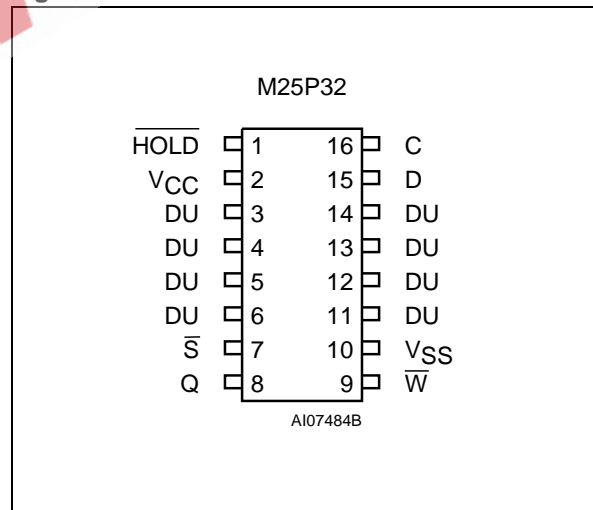 M25P32
H̅O̅L̅D̅ 1 16 C
VCC 2 15 D
DU 3 14 DU
DU 4 13 DU
DU 5 12 DU
DU 6 11 DU
S̅ 7 10 VSS
Q 8 9 W̅
AI07484B